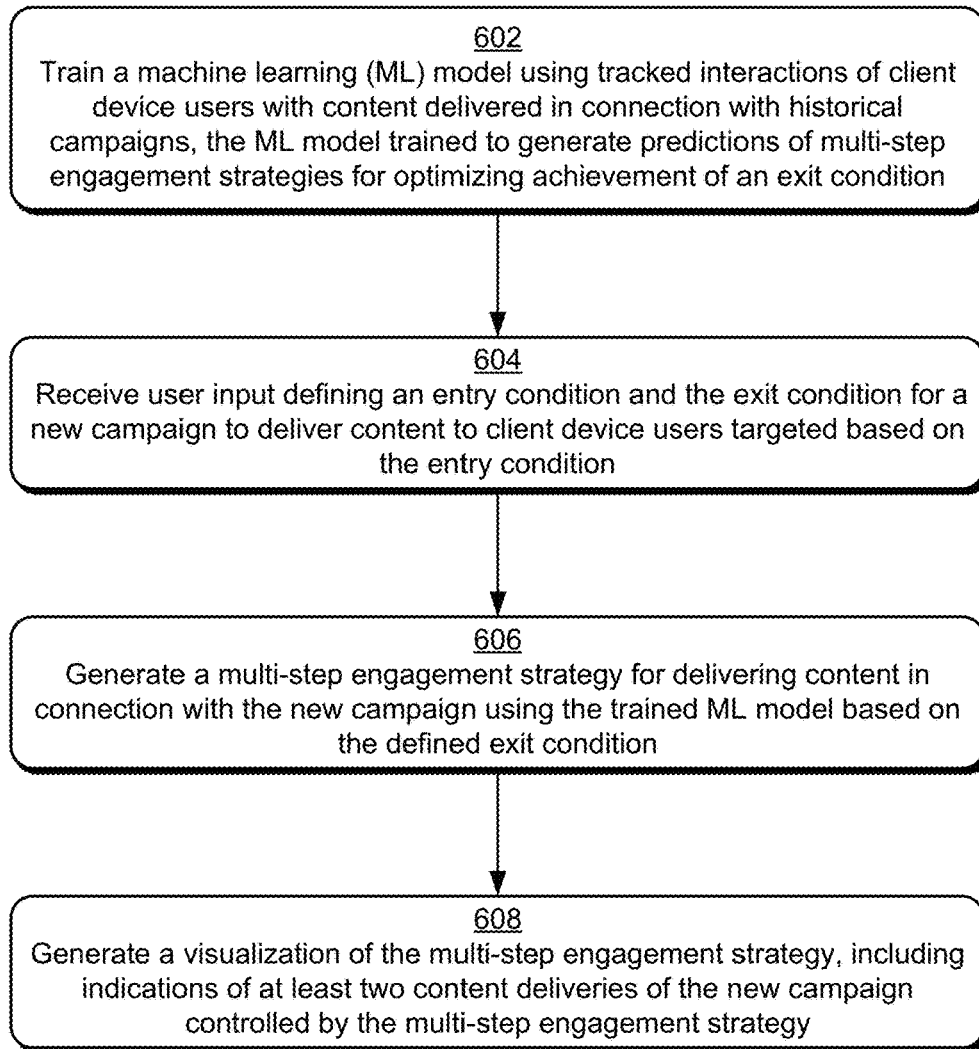 602
Train a machine learning (ML) model using tracked interactions of client
device users with content delivered in connection with historical
campaigns, the ML model trained to generate predictions of multi-step
engagement strategies for optimizing achievement of an exit condition
604
Receive user input defining an entry condition and the exit condition for a
new campaign to deliver content to client device users targeted based on
the entry condition
606
Generate a multi-step engagement strategy for delivering content in
connection with the new campaign using the trained ML model based on
the defined exit condition
608
Generate a visualization of the multi-step engagement strategy, including
indications of at least two content deliveries of the new campaign
controlled by the multi-step engagement strategy